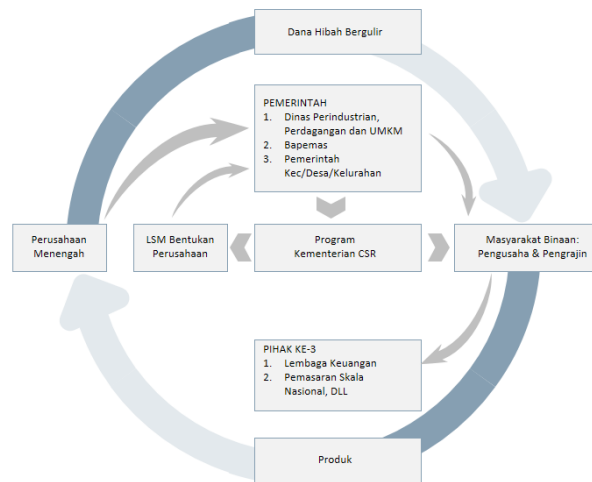 Dana Hibah Bergulir
PEMERINTAH
1. Dinas Perindustrian,
Perdagangan dan UMKM
2. Bapemas
3. Pemerintah
Kec/Desa/Kelurahan
Perusahaan
Menengah
LSM Bentukan
Perusahaan
Program
Kementerian CSR
Masyarakat Binaan:
Pengusaha & Pengrajin
PIHAK KE-3
1. Lembaga Keuangan
2. Pemasaran Skala
Nasional, DLL
Produk